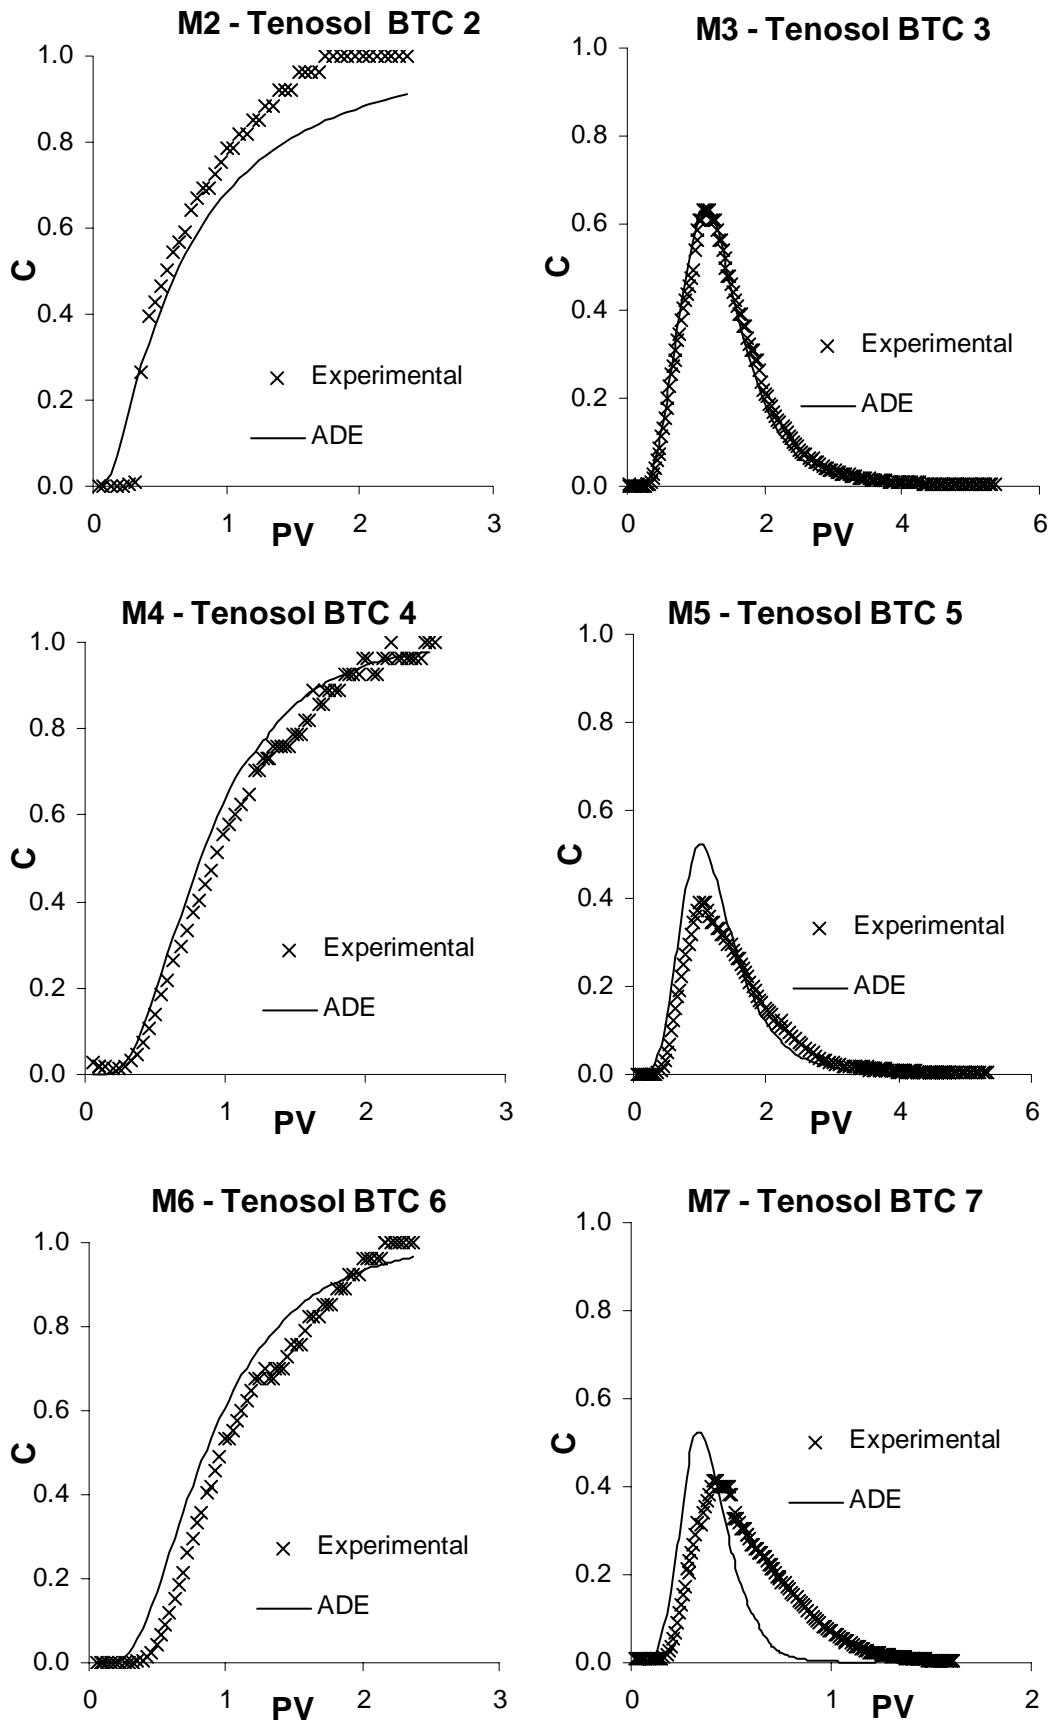 M2 - Tenosol BTC 2
1.0
0.8
0.6
C
0.4
0.2
0.0
Experimental
ADE
0 1 2 3
PV
M3 - Tenosol BTC 3
1.0
0.8
0.6
C
0.4
0.2
0.0
Experimental
ADE
0 2 4 6
PV
M4 - Tenosol BTC 4
1.0
0.8
0.6
C
0.4
0.2
0.0
Experimental
ADE
0 1 2 3
PV
M5 - Tenosol BTC 5
1.0
0.8
0.6
C
0.4
0.2
0.0
Experimental
ADE
0 2 4 6
PV
M6 - Tenosol BTC 6
1.0
0.8
0.6
C
0.4
0.2
0.0
Experimental
ADE
0 1 2 3
PV
M7 - Tenosol BTC 7
1.0
0.8
0.6
C
0.4
0.2
0.0
Experimental
ADE
0 1 2
PV